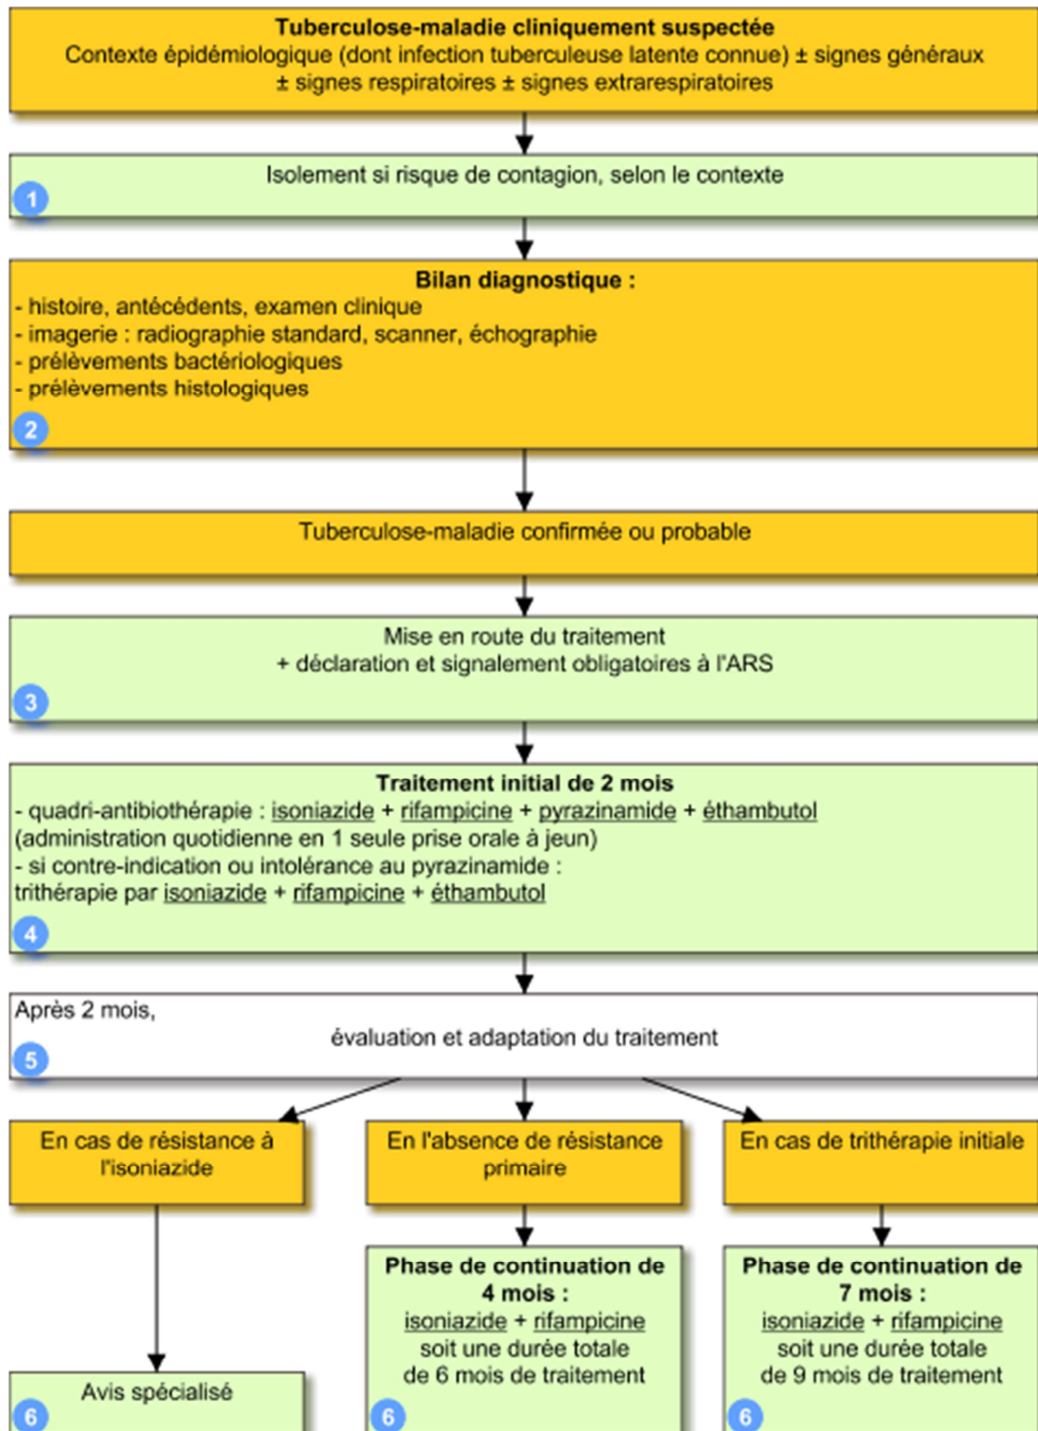 Tuberculose-maladie cliniquement suspectée
Contexte épidémiologique (dont infection tuberculeuse latente connue) ± signes généraux
± signes respiratoires ± signes extrarespiratoires
Isolement si risque de contagion, selon le contexte
1
Bilan diagnostique :
- histoire, antécédents, examen clinique
- imagerie : radiographie standard, scanner, échographie
- prélèvements bactériologiques
- prélèvements histologiques
2
Tuberculose-maladie confirmée ou probable
Mise en route du traitement
+ déclaration et signalement obligatoires à l'ARS
3
Traitement initial de 2 mois
- quadri-antibiothérapie : isoniazide + rifampicine + pyrazinamide + éthambutol
(administration quotidienne en 1 seule prise orale à jeun)
- si contre-indication ou intolérance au pyrazinamide :
trithérapie par isoniazide + rifampicine + éthambutol
4
Après 2 mois,
évaluation et adaptation du traitement
5
En cas de résistance à
l'isoniazide
Avis spécialisé
6
En l'absence de résistance
primaire
Phase de continuation de
4 mois :
isoniazide + rifampicine
soit une durée totale
de 6 mois de traitement
6
En cas de trithérapie initiale
Phase de continuation de
7 mois :
isoniazide + rifampicine
soit une durée totale
de 9 mois de traitement
6